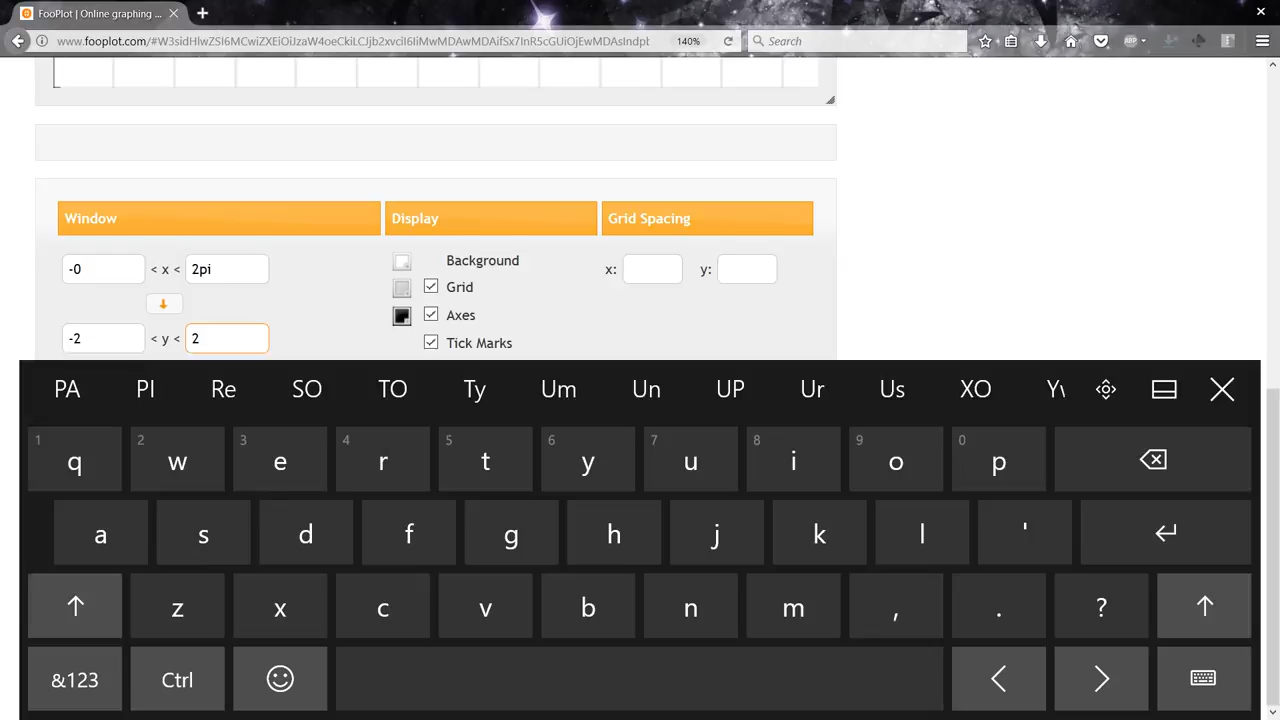 FooPlot | Online graphing ...
www.fooplot.com/#W3sidHlwZSI6MCwiZXEiOiJzaW4oeCkiLCJjb2xvciI6IiMwMDAwMDAifSx7InR5cGUiOjEwMDAsIndpb 140% Search ABP
Window Display Grid Spacing
-0 < x < 2pi Background x: y:
Grid
Axes
-2 < y < 2 Tick Marks
PA PI Re SO TO Ty Um Un UP Ur Us XO
1 2 3 4 5 6 7 8 9 0
q w e r t y u i o p
a s d f g h j k l '
z x c v b n m , . ?
&123 Ctrl